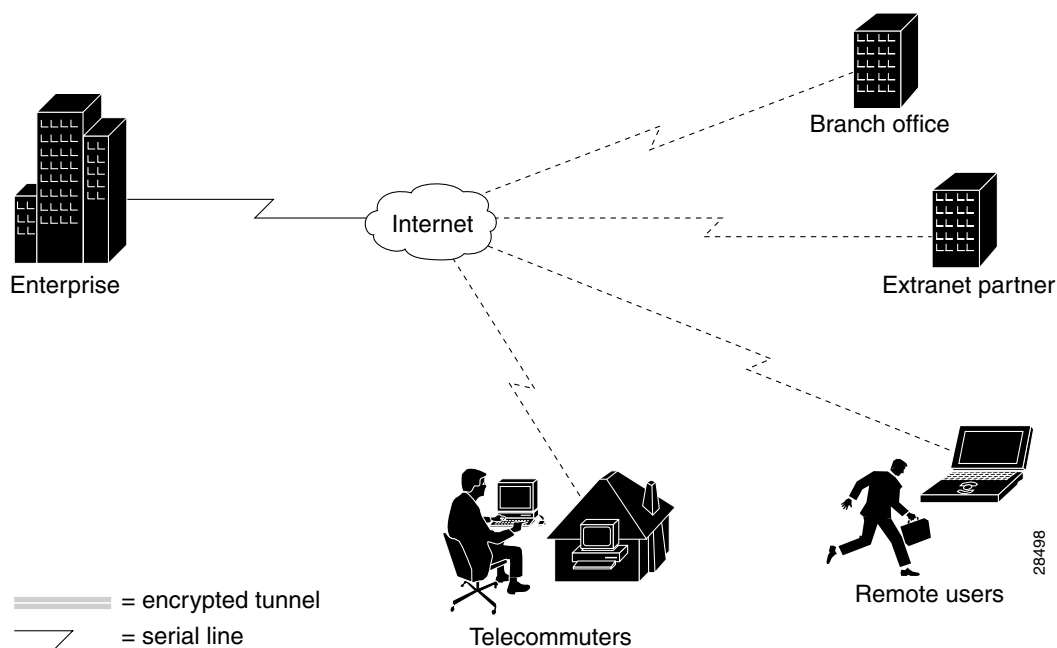 Branch office
Internet
Enterprise
Extranet partner
28498
Remote users
= encrypted tunnel
= serial line
Telecommuters